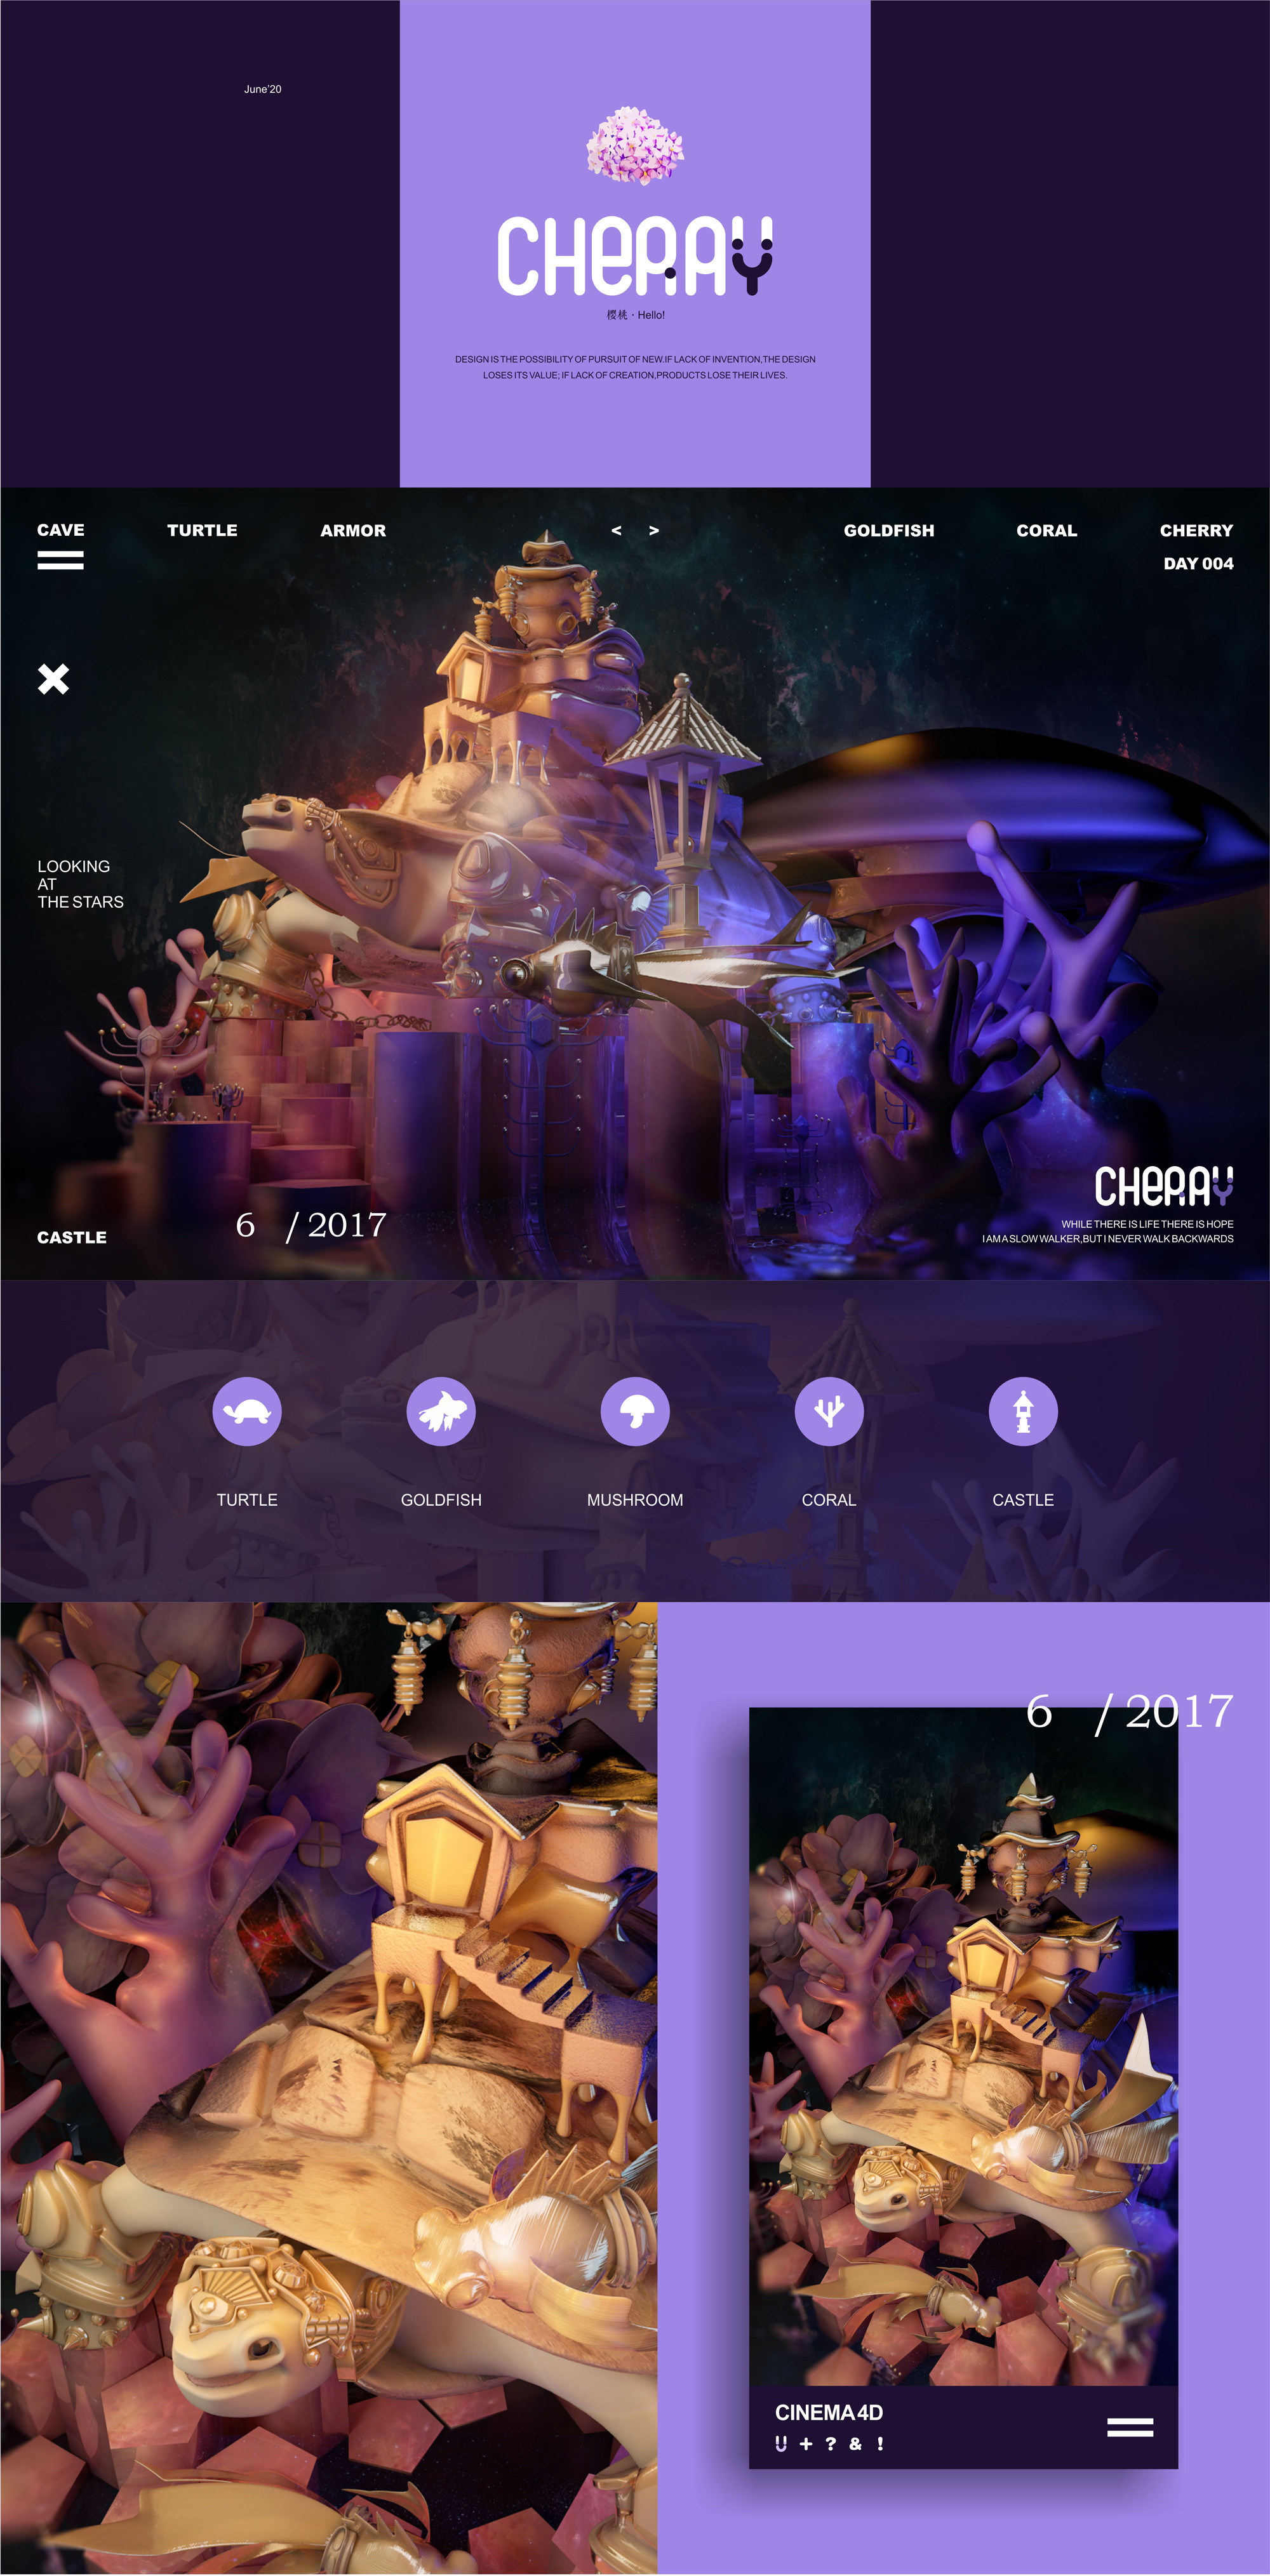 June'20
CHERRY
樱桃 · Hello!
DESIGN IS THE POSSIBILITY OF PURSUIT OF NEW.IF LACK OF INVENTION,THE DESIGN
LOSES ITS VALUE; IF LACK OF CREATION,PRODUCTS LOSE THEIR LIVES.
CAVE TURTLE ARMOR < > GOLDFISH CORAL CHERRY
DAY 004
LOOKING
AT
THE STARS
CHERRY
WHILE THERE IS LIFE THERE IS HOPE
I AM A SLOW WALKER,BUT I NEVER WALK BACKWARDS
CASTLE
6 / 2017
TURTLE GOLDFISH MUSHROOM CORAL CASTLE
6 / 2017
CINEMA 4D
U + ? & !